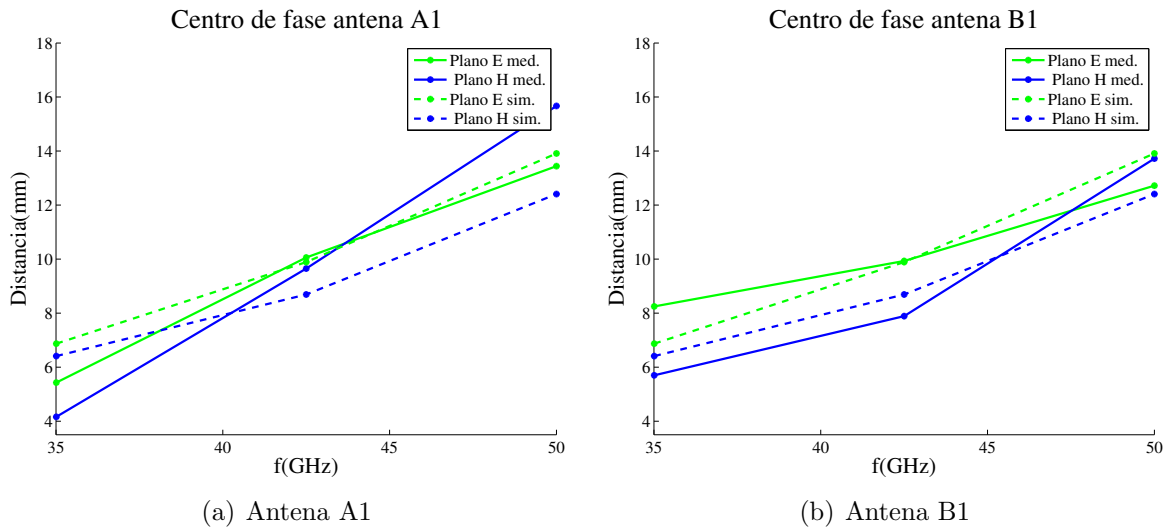 Centro de fase antena A1
18
16
14
12
10
8
6
4
Distancia(mm)
35
40
45
50
f(GHz)
Plano E med.
Plano H med.
Plano E sim.
Plano H sim.
(a) Antena A1
Centro de fase antena B1
18
16
14
12
10
8
6
4
Distancia(mm)
35
40
45
50
f(GHz)
Plano E med.
Plano H med.
Plano E sim.
Plano H sim.
(b) Antena B1